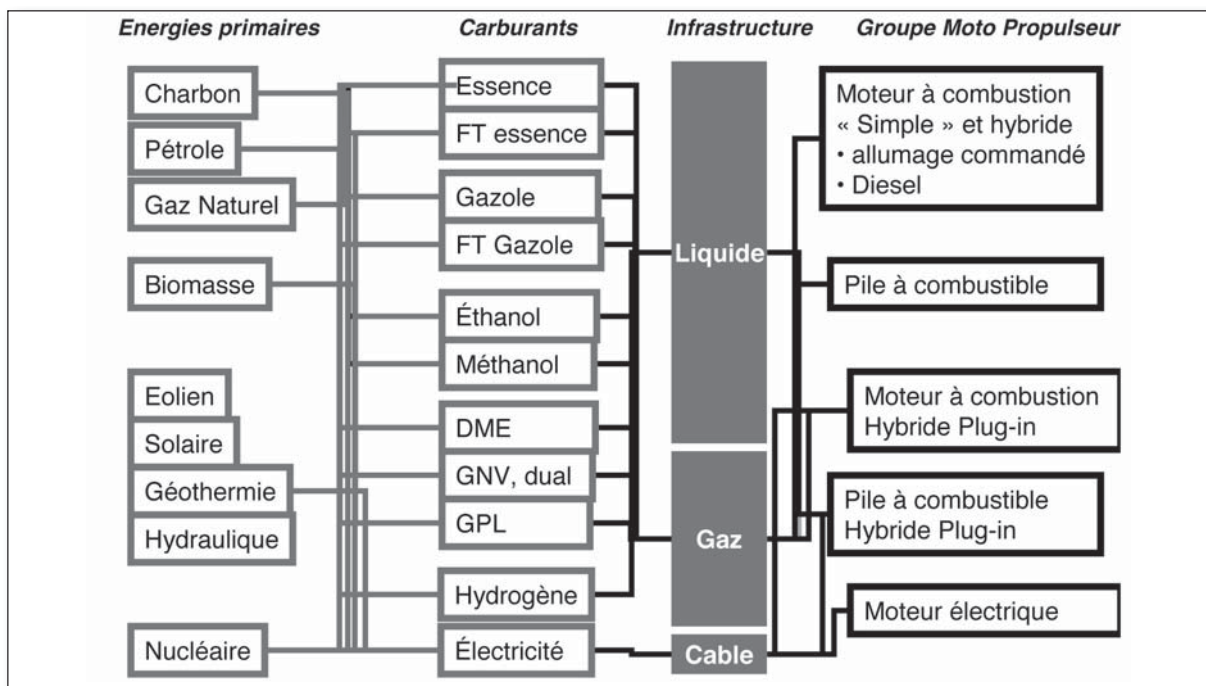 Energies primaires
Carburants
Infrastructure
Groupe Moto Propulseur
Charbon
Pétrole
Gaz Naturel
Biomasse
Eolien
Solaire
Géothermie
Hydraulique
Nucléaire
Essence
FT essence
Gazole
FT Gazole
Éthanol
Méthanol
DME
GNV, dual
GPL
Hydrogène
Électricité
Liquide
Gaz
Cable
Moteur à combustion
« Simple » et hybride
• allumage commandé
• Diesel
Pile à combustible
Moteur à combustion
Hybride Plug-in
Pile à combustible
Hybride Plug-in
Moteur électrique